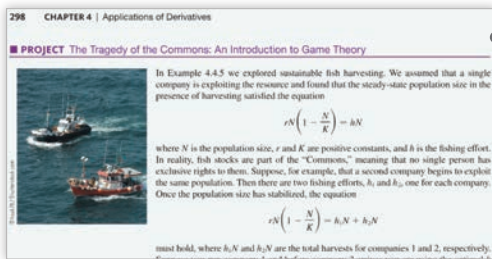 298 CHAPTER 4 | Applications of Derivatives
■ PROJECT The Tragedy of the Commons: An Introduction to Game Theory
In Example 4.4.5 we explored sustainable fish harvesting. We assumed that a single
company is exploiting the resource and found that the steady-state population size in the
presence of harvesting satisfied the equation
rN(1 − N/K) = hN
where N is the population size, r and K are positive constants, and h is the fishing effort.
In reality, fish stocks are part of the "Commons," meaning that no single person has
exclusive rights to them. Suppose, for example, that a second company begins to exploit
the same population. Then there are two fishing efforts, h₁ and h₂, one for each company.
Once the population size has stabilized, the equation
rN(1 − N/K) = h₁N + h₂N
must hold, where h₁N and h₂N are the total harvests for companies 1 and 2, respectively.